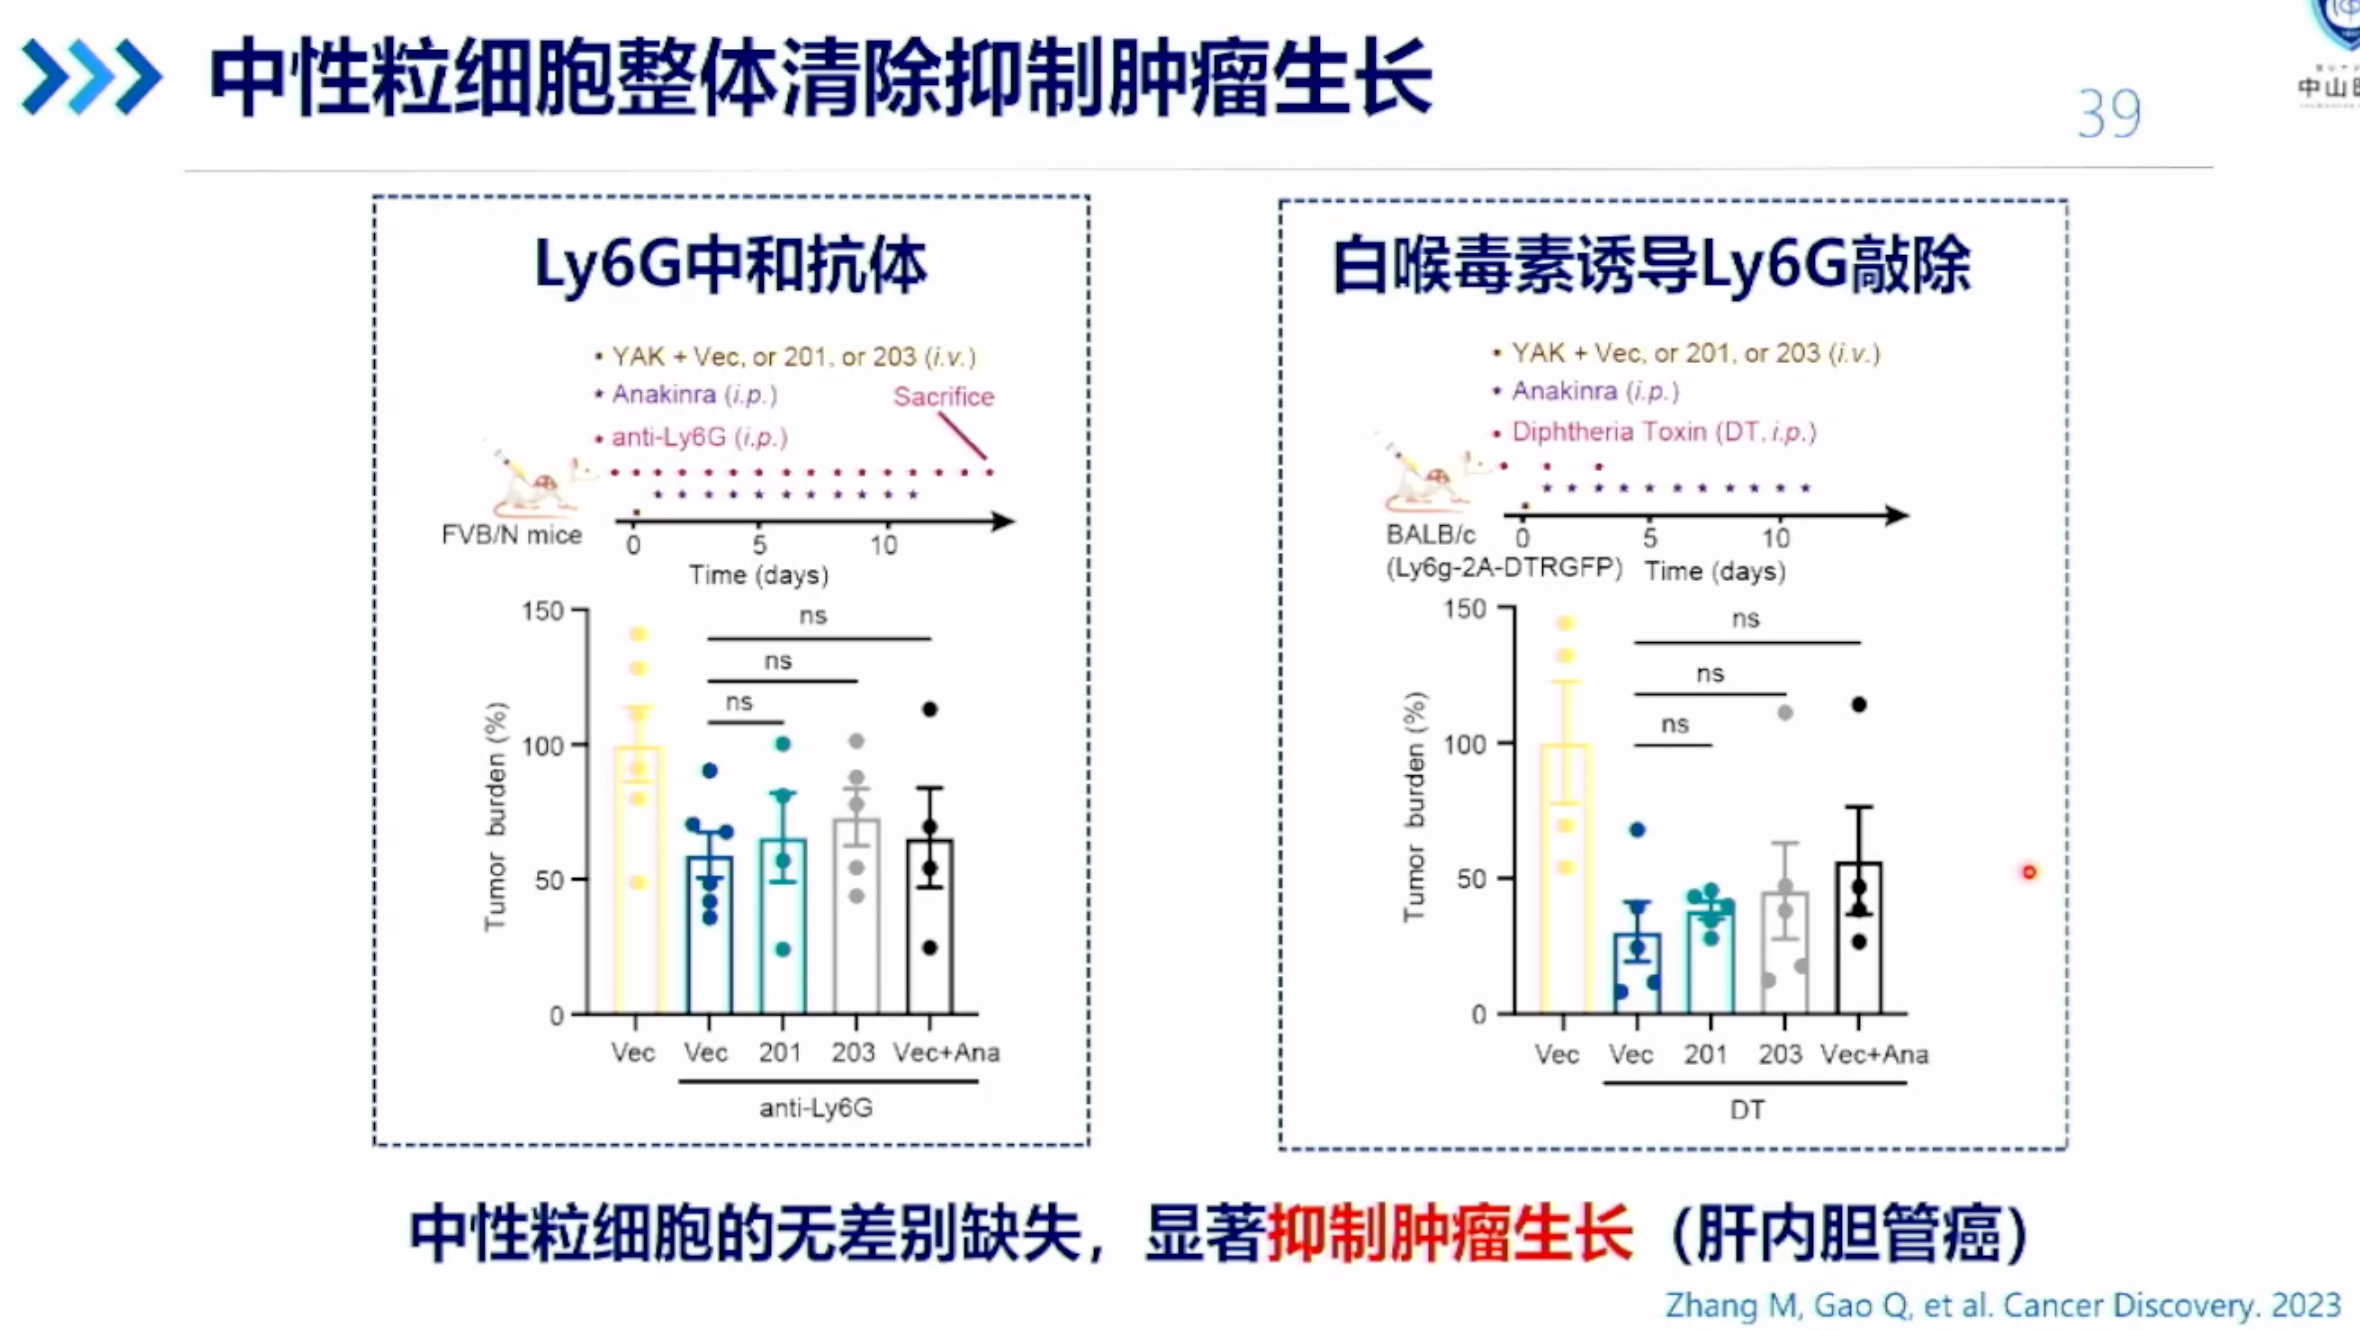 中性粒细胞整体清除抑制肿瘤生长
39
中山
Ly6G中和抗体
YAK + Vec, or 201, or 203 (i.v.)
Anakinra (i.p.)
Sacrifice
anti-Ly6G (i.p.)
FVB/N mice
0 5 10
Time (days)
150
100
50
0
Tumor burden (%)
ns
ns
ns
Vec Vec 201 203 Vec+Ana
anti-Ly6G
白喉毒素诱导Ly6G敲除
YAK + Vec, or 201, or 203 (i.v.)
Anakinra (i.p.)
Diphtheria Toxin (DT, i.p.)
BALB/c
(Ly6g-2A-DTRGFP)
0 5 10
Time (days)
150
100
50
0
Tumor burden (%)
ns
ns
ns
Vec Vec 201 203 Vec+Ana
DT
中性粒细胞的无差别缺失，显著抑制肿瘤生长（肝内胆管癌）
Zhang M, Gao Q, et al. Cancer Discovery. 2023